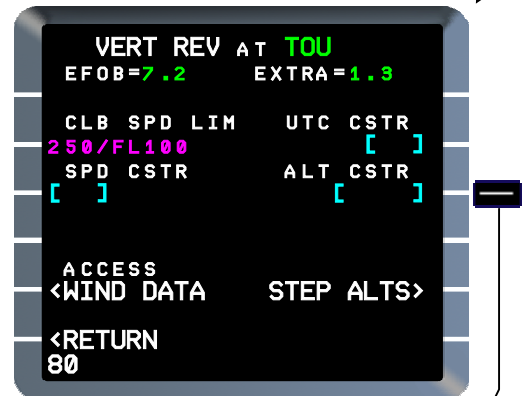 VERT REV AT TOU
EFOB=7.2 EXTRA=1.3
CLB SPD LIM UTC CSTR
250/FL100 [ ]
SPD CSTR ALT CSTR
[ ] [ ]
ACCESS
<WIND DATA STEP ALTS>
<RETURN
80